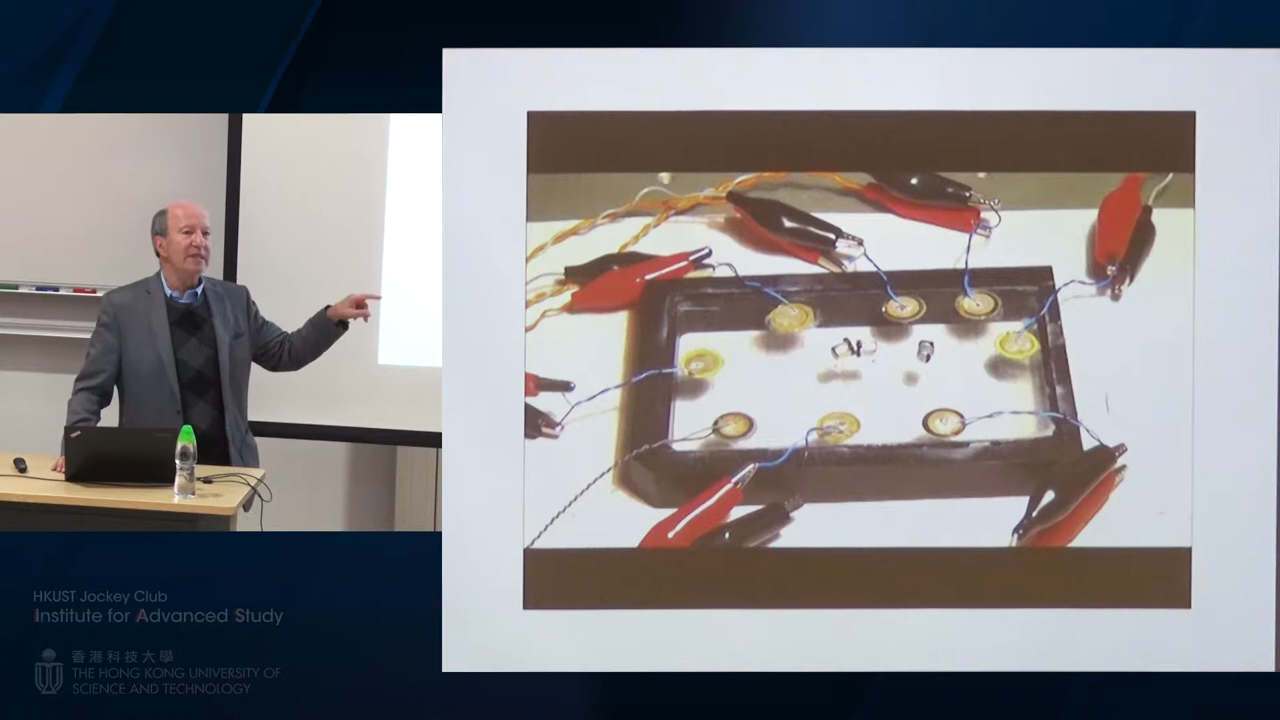 HKUST Jockey Club
Institute for Advanced Study
香港科技大學
THE HONG KONG UNIVERSITY OF
SCIENCE AND TECHNOLOGY